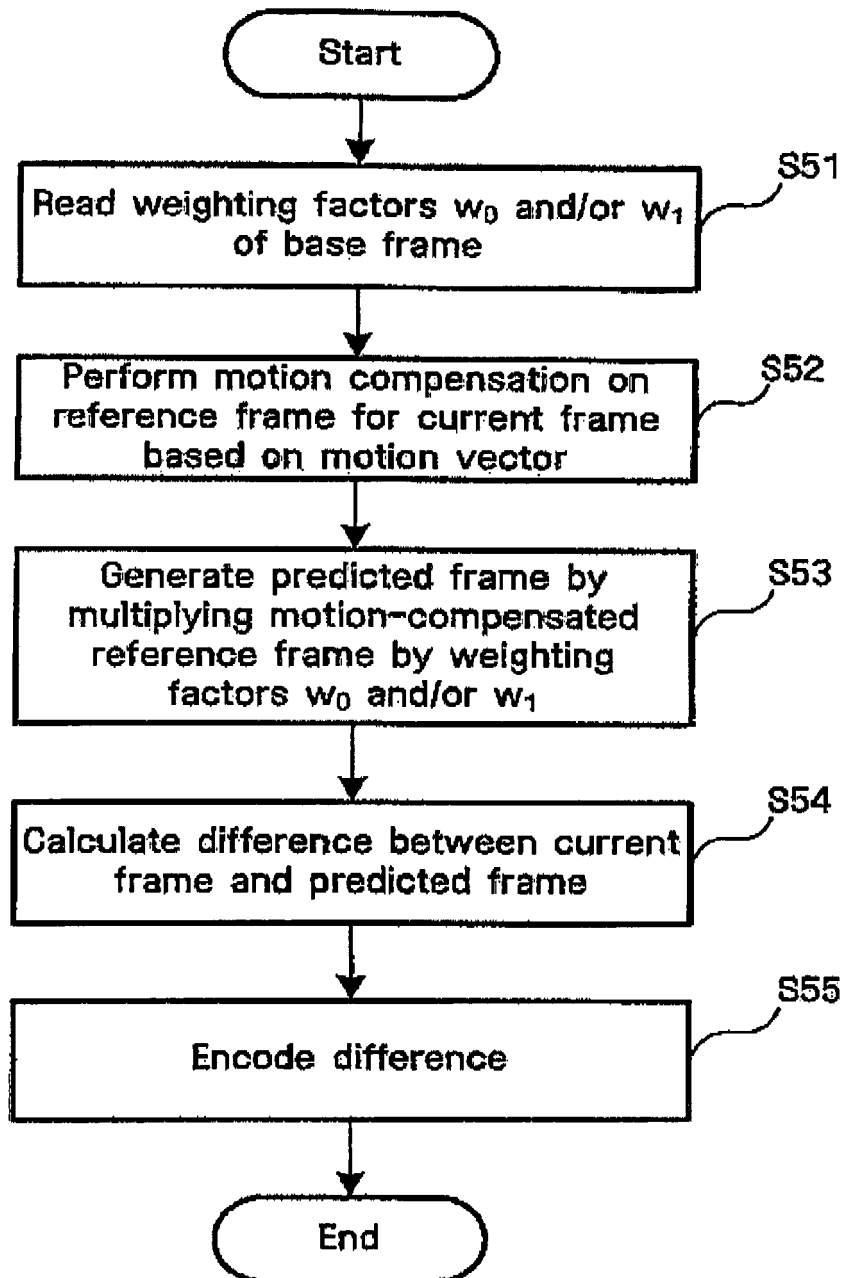 Start
S51
Read weighting factors w₀ and/or w₁
of base frame
S52
Perform motion compensation on
reference frame for current frame
based on motion vector
S53
Generate predicted frame by
multiplying motion-compensated
reference frame by weighting
factors w₀ and/or w₁
S54
Calculate difference between current
frame and predicted frame
S55
Encode difference
End